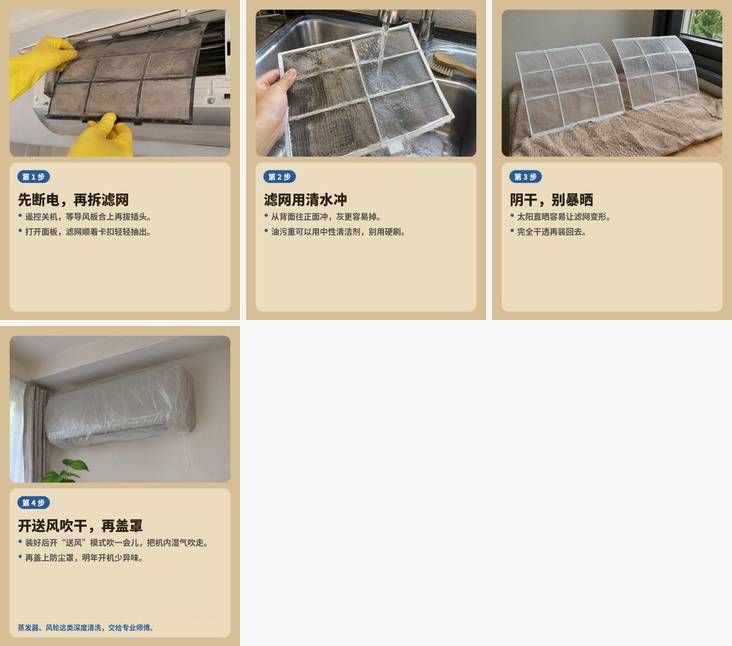 第1步
先断电，再拆滤网
• 遥控关机，等导风板合上再拔插头。
• 打开面板，滤网顺着卡扣轻轻抽出。
第2步
滤网用清水冲
• 从背面往正面冲，灰更容易掉。
• 油污重可以用中性清洁剂，别用硬刷。
第3步
阴干，别暴晒
• 太阳直晒容易让滤网变形。
• 完全干透再装回去。
第4步
开送风吹干，再盖罩
• 装好后开“送风”模式吹一会儿，把机内湿气吹走。
• 再盖上防尘罩，明年开机少异味。
蒸发器、风轮这类深度清洗，交给专业师傅。